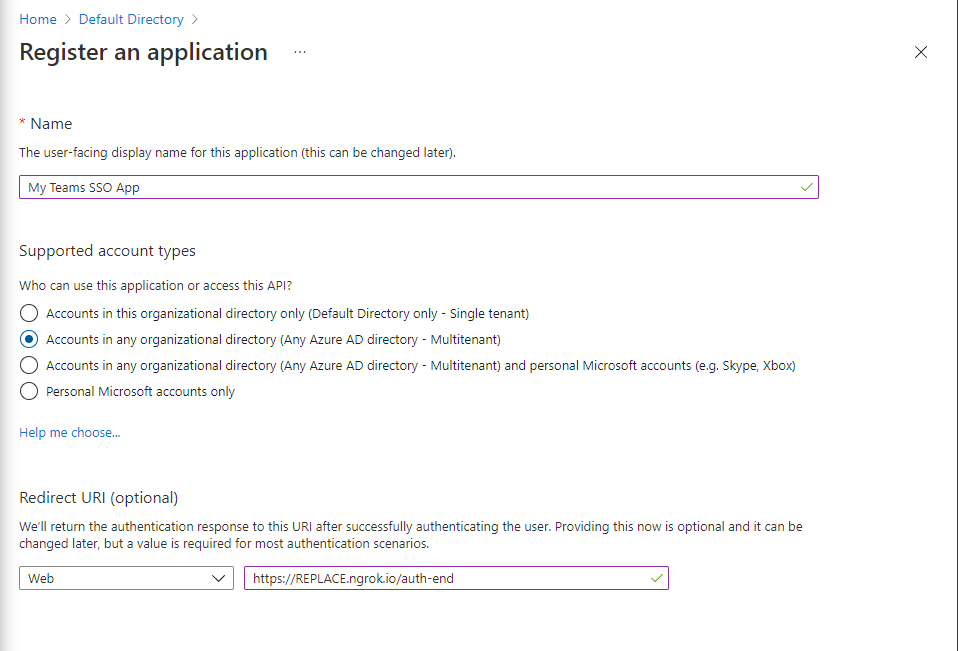 Home > Default Directory >
Register an application ...
* Name
The user-facing display name for this application (this can be changed later).
My Teams SSO App
Supported account types
Who can use this application or access this API?
Accounts in this organizational directory only (Default Directory only - Single tenant)
Accounts in any organizational directory (Any Azure AD directory - Multitenant)
Accounts in any organizational directory (Any Azure AD directory - Multitenant) and personal Microsoft accounts (e.g. Skype, Xbox)
Personal Microsoft accounts only
Help me choose...
Redirect URI (optional)
We'll return the authentication response to this URI after successfully authenticating the user. Providing this now is optional and it can be
changed later, but a value is required for most authentication scenarios.
Web https://REPLACE.ngrok.io/auth-end